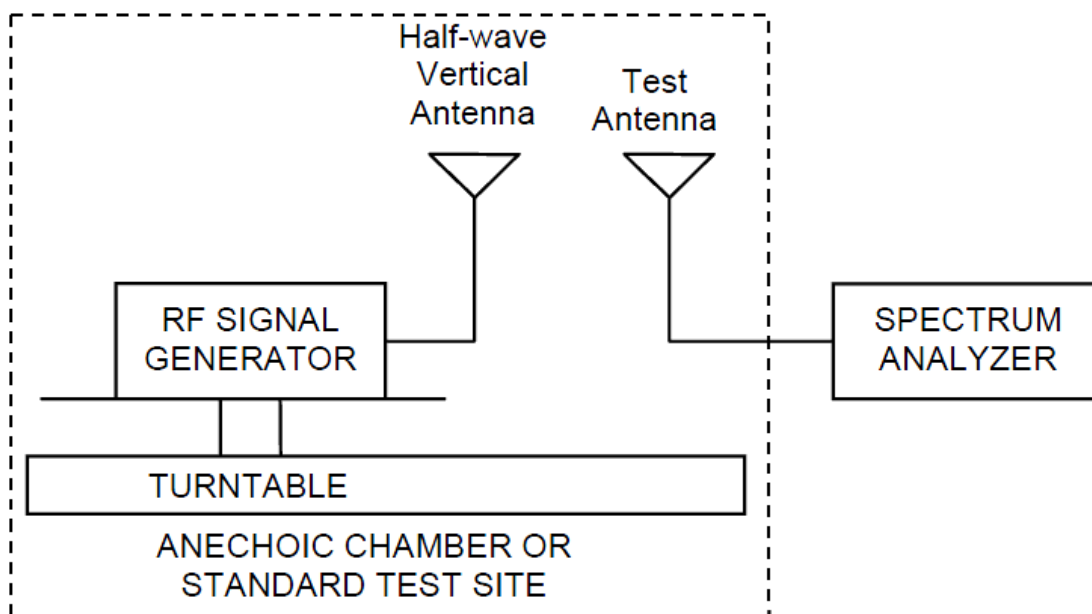 Half-wave
Vertical
Antenna
Test
Antenna
RF SIGNAL
GENERATOR
SPECTRUM
ANALYZER
TURNTABLE
ANECHOIC CHAMBER OR
STANDARD TEST SITE